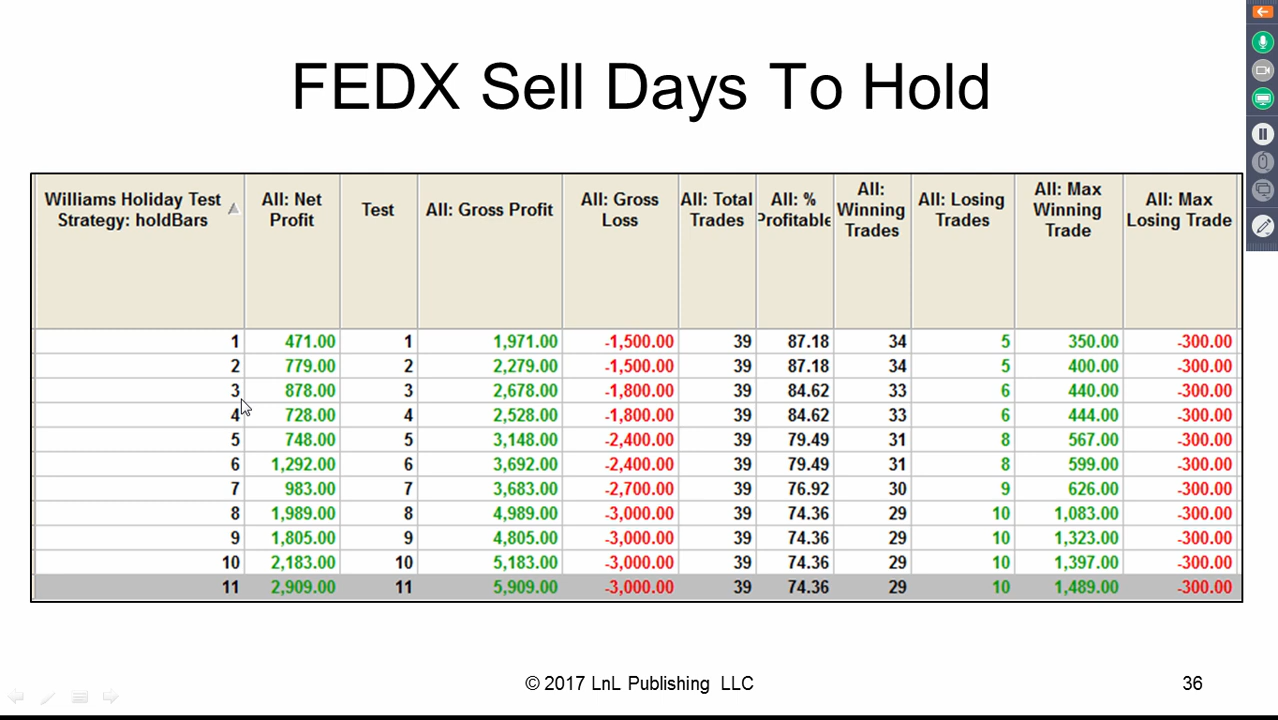 FEDX Sell Days To Hold
Williams Holiday Test Strategy: holdBars All: Net Profit Test All: Gross Profit All: Gross Loss All: Total Trades All: % Profitable All: Winning Trades All: Losing Trades All: Max Winning Trade All: Max Losing Trade
1 471.00 1 1,971.00 -1,500.00 39 87.18 34 5 350.00 -300.00
2 779.00 2 2,279.00 -1,500.00 39 87.18 34 5 400.00 -300.00
3 878.00 3 2,678.00 -1,800.00 39 84.62 33 6 440.00 -300.00
4 728.00 4 2,528.00 -1,800.00 39 84.62 33 6 444.00 -300.00
5 748.00 5 3,148.00 -2,400.00 39 79.49 31 8 567.00 -300.00
6 1,292.00 6 3,692.00 -2,400.00 39 79.49 31 8 599.00 -300.00
7 983.00 7 3,683.00 -2,700.00 39 76.92 30 9 626.00 -300.00
8 1,989.00 8 4,989.00 -3,000.00 39 74.36 29 10 1,083.00 -300.00
9 1,805.00 9 4,805.00 -3,000.00 39 74.36 29 10 1,323.00 -300.00
10 2,183.00 10 5,183.00 -3,000.00 39 74.36 29 10 1,397.00 -300.00
11 2,909.00 11 5,909.00 -3,000.00 39 74.36 29 10 1,489.00 -300.00
© 2017 LnL Publishing LLC
36